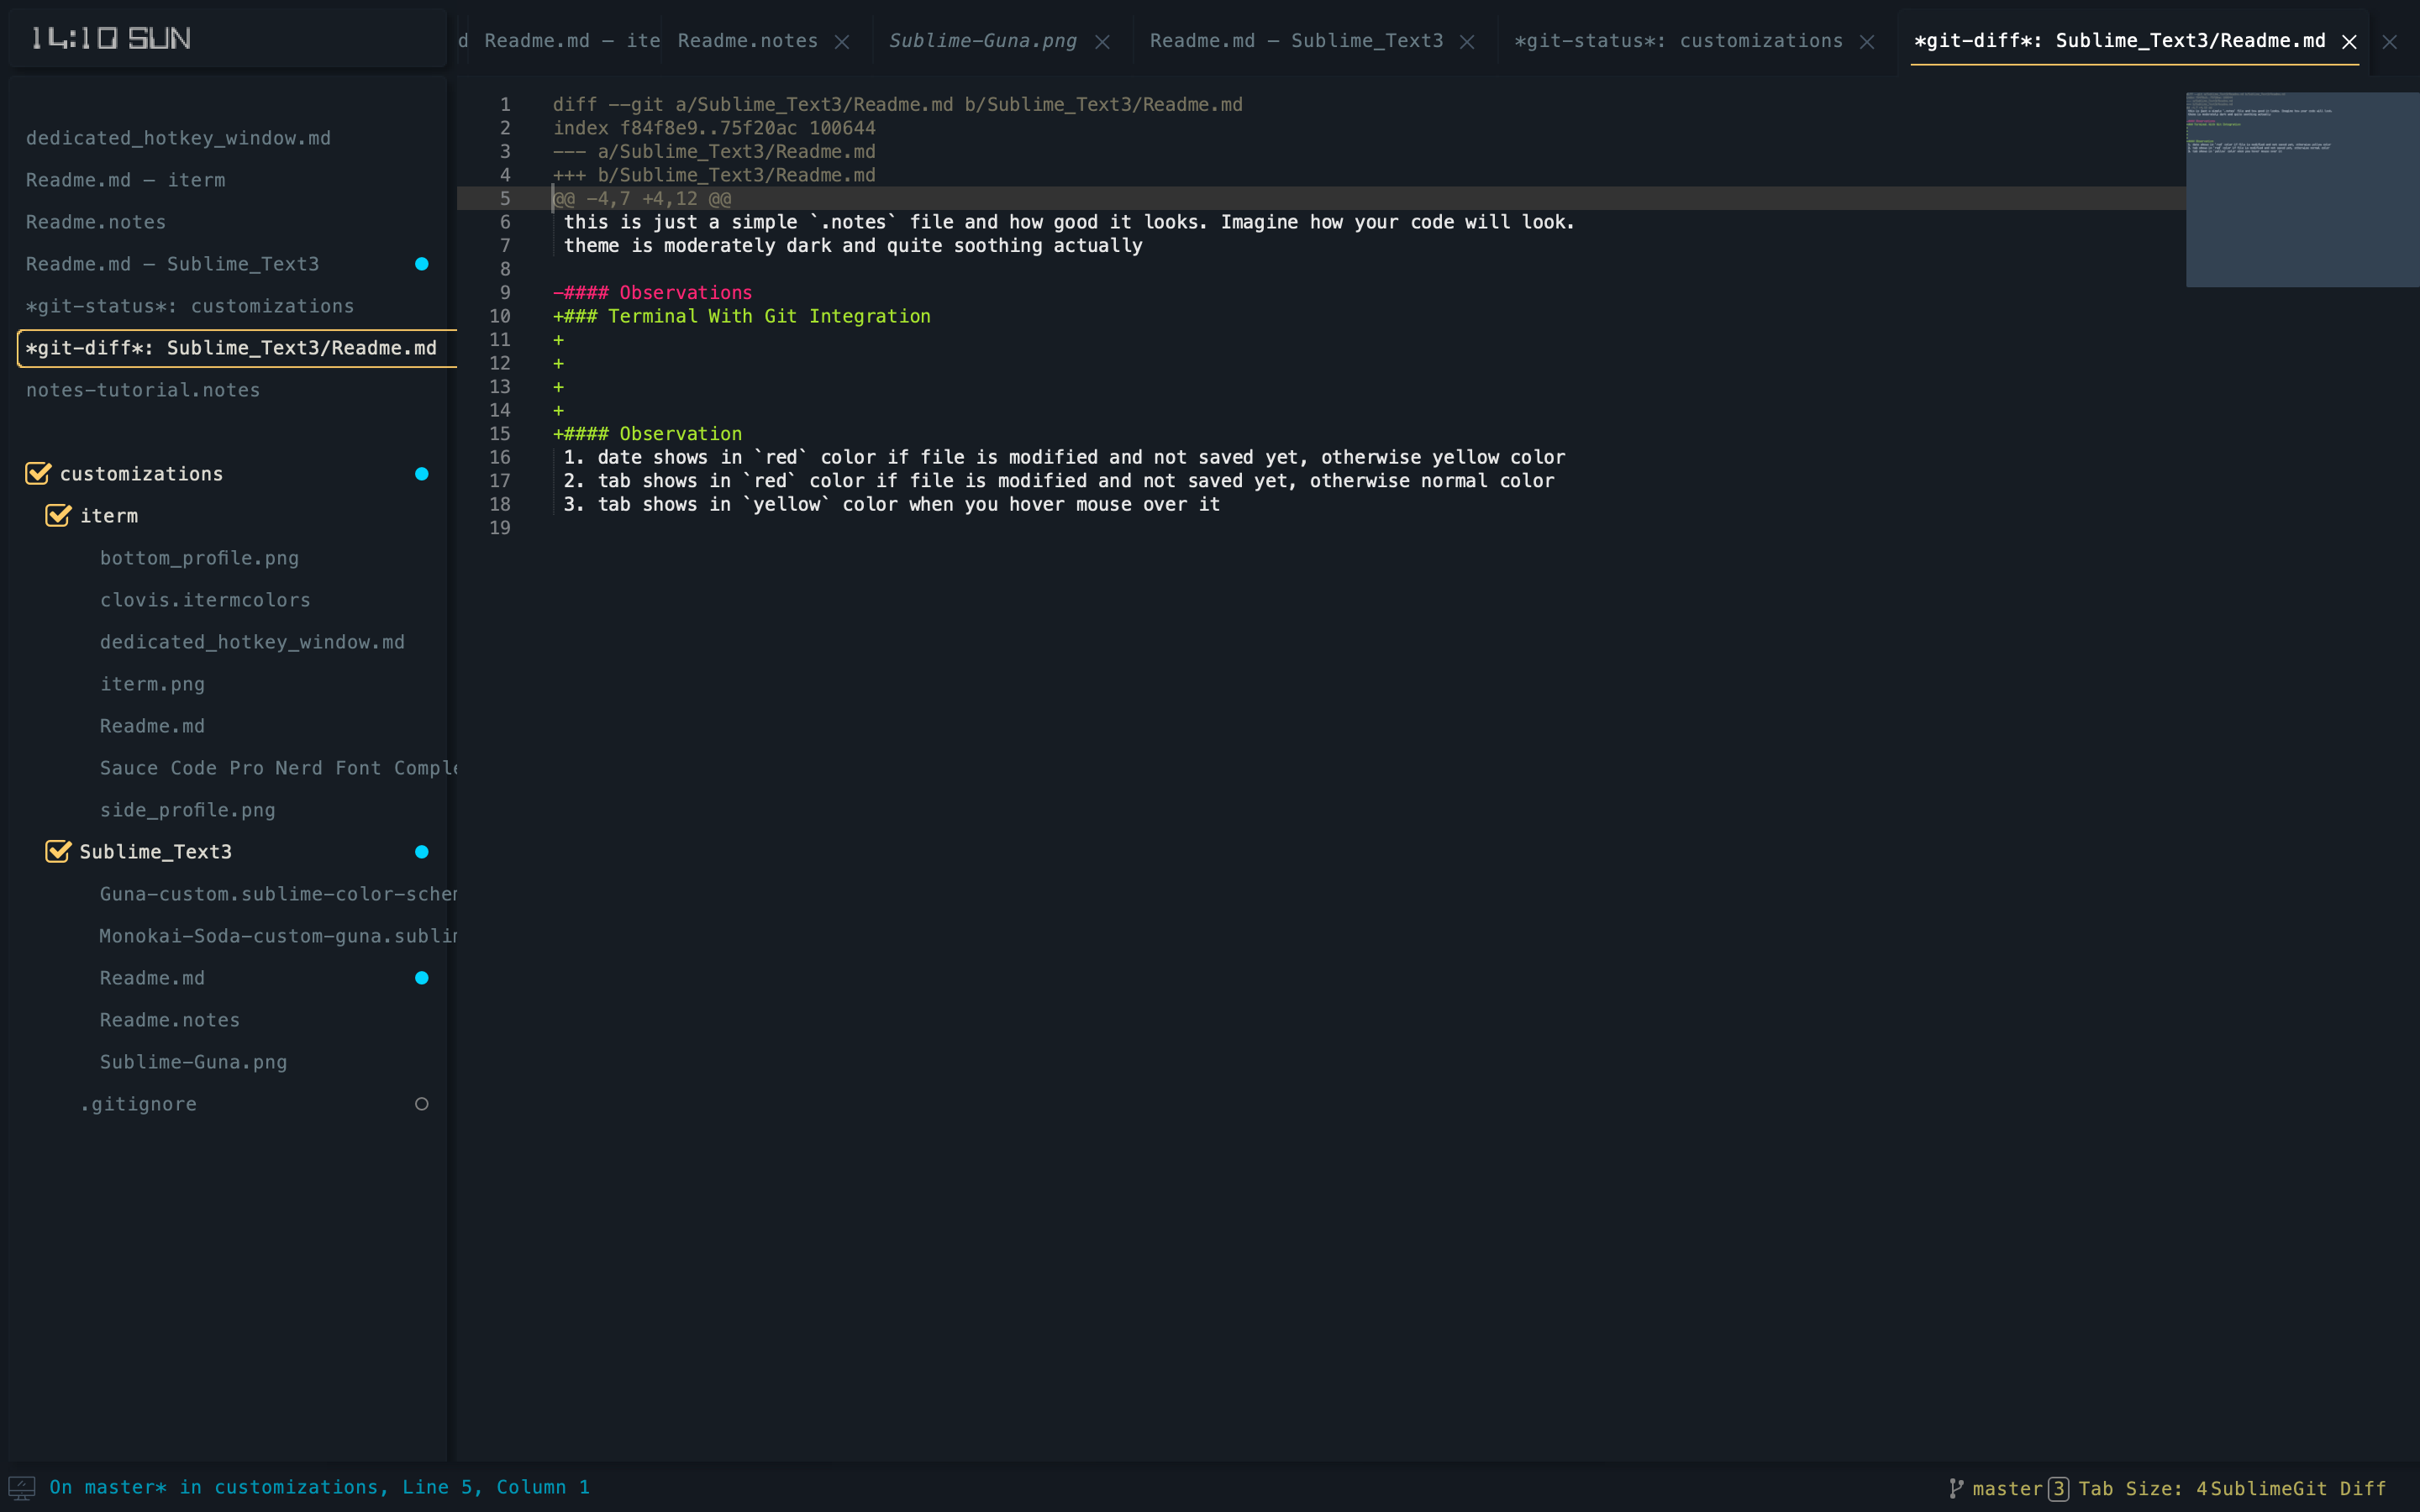 14:10 SUN
d Readme.md — ite Readme.notes Sublime-Guna.png Readme.md — Sublime_Text3 *git-status*: customizations *git-diff*: Sublime_Text3/Readme.md
dedicated_hotkey_window.md
Readme.md — iterm
Readme.notes
Readme.md — Sublime_Text3
*git-status*: customizations
*git-diff*: Sublime_Text3/Readme.md
notes-tutorial.notes
customizations
iterm
bottom_profile.png
clovis.itermcolors
dedicated_hotkey_window.md
iterm.png
Readme.md
Sauce Code Pro Nerd Font Comple
side_profile.png
Sublime_Text3
Guna-custom.sublime-color-schem
Monokai-Soda-custom-guna.sublim
Readme.md
Readme.notes
Sublime-Guna.png
.gitignore
1 diff --git a/Sublime_Text3/Readme.md b/Sublime_Text3/Readme.md
2 index f84f8e9..75f20ac 100644
3 --- a/Sublime_Text3/Readme.md
4 +++ b/Sublime_Text3/Readme.md
5 @@ -4,7 +4,12 @@
6 this is just a simple `.notes` file and how good it looks. Imagine how your code will look.
7 theme is moderately dark and quite soothing actually
8
9 -#### Observations
10 +### Terminal With Git Integration
11 +
12 +
13 +
14 +
15 +#### Observation
16 1. date shows in `red` color if file is modified and not saved yet, otherwise yellow color
17 2. tab shows in `red` color if file is modified and not saved yet, otherwise normal color
18 3. tab shows in `yellow` color when you hover mouse over it
19
On master* in customizations, Line 5, Column 1
master 3 Tab Size: 4 SublimeGit Diff